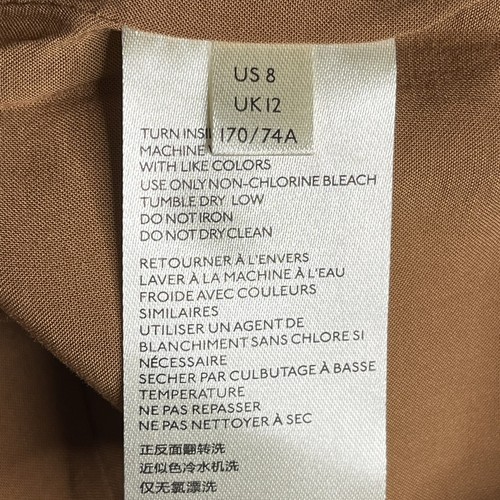 US 8
UK 12
170/74A
TURN INSI
MACHINE
WITH LIKE COLORS
USE ONLY NON-CHLORINE BLEACH
TUMBLE DRY LOW
DO NOT IRON
DO NOT DRY CLEAN
RETOURNER À L'ENVERS
LAVER À LA MACHINE À L'EAU
FROIDE AVEC COULEURS
SIMILAIRES
UTILISER UN AGENT DE
BLANCHIMENT SANS CHLORE SI
NÉCESSAIRE
SECHER PAR CULBUTAGE À BASSE
TEMPERATURE
NE PAS REPASSER
NE PAS NETTOYER À SEC
正反面翻转洗
近似色冷水机洗
仅无氯漂洗